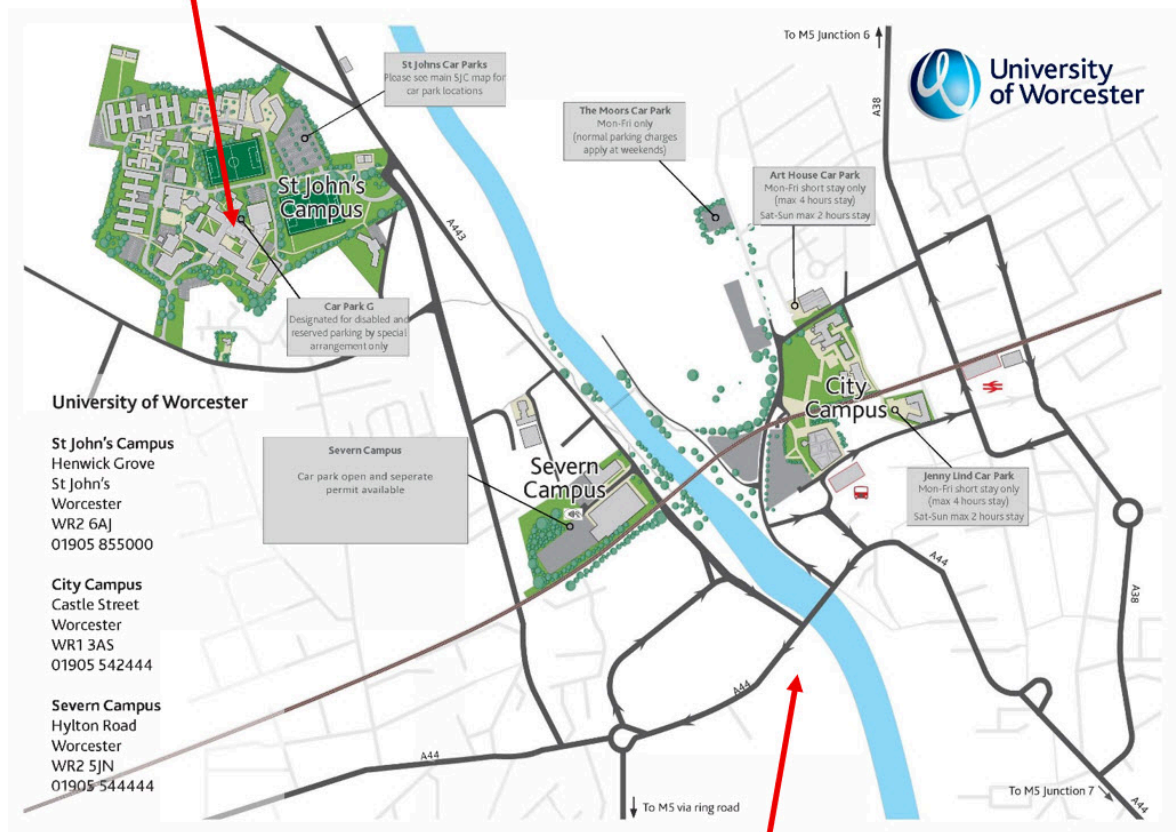 To M5 Junction 6
University
of Worcester
A38
St Johns Car Parks
Please see main SJC map for
car park locations
The Moors Car Park
Mon-Fri only
(normal parking charges
apply at weekends)
Art House Car Park
Mon-Fri short stay only
(max 4 hours stay)
Sat-Sun max 2 hours stay
St John's
Campus
A443
Car Park G
Designated for disabled and
reserved parking by special
arrangement only
City
Campus
University of Worcester
St John's Campus
Henwick Grove
St John's
Worcester
WR2 6AJ
01905 855000
City Campus
Castle Street
Worcester
WR1 3AS
01905 542444
Severn Campus
Hylton Road
Worcester
WR2 5JN
01905 544444
Severn Campus
Car park open and seperate
permit available
Severn
Campus
Jenny Lind Car Park
Mon-Fri short stay only
(max 4 hours stay)
Sat-Sun max 2 hours stay
A44
A38
A44
A44
To M5 via ring road
To M5 Junction 7
A44